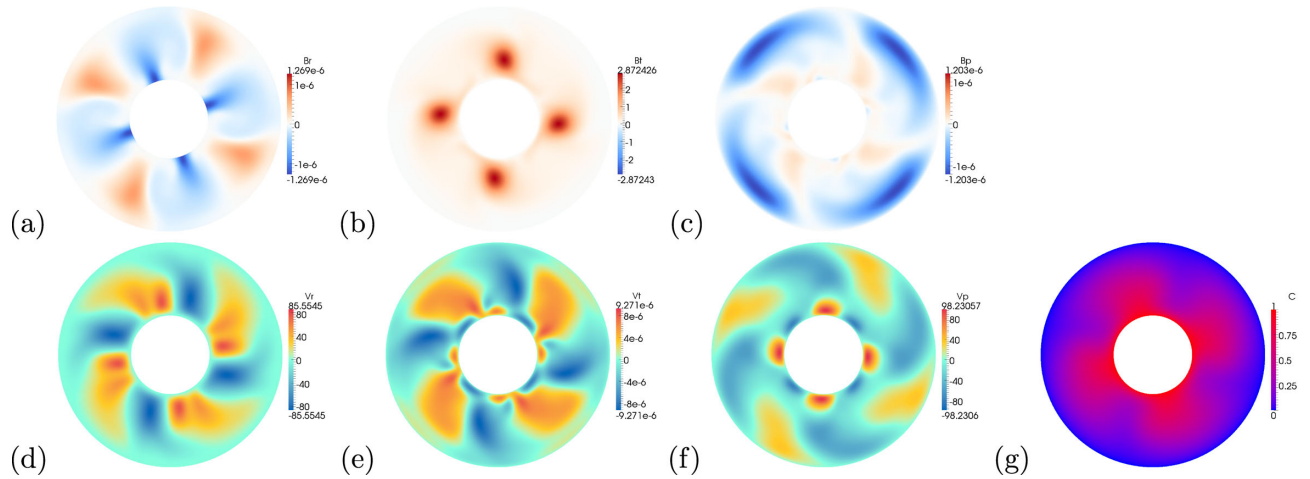 Br
1.269e-6
1e-6
0
-1e-6
-1.269e-6
(a)
Bt
2.872426
2
1
0
-1
-2
-2.87243
(b)
Bp
1.203e-6
1e-6
0
-1e-6
-1.203e-6
(c)
Vr
85.5545
80
40
0
-40
-80
-85.5545
(d)
Vt
9.271e-6
8e-6
4e-6
0
-4e-6
-8e-6
-9.271e-6
(e)
Vp
98.23057
80
40
0
-40
-80
-98.2306
(f)
C
1
0.75
0.5
0.25
0
(g)